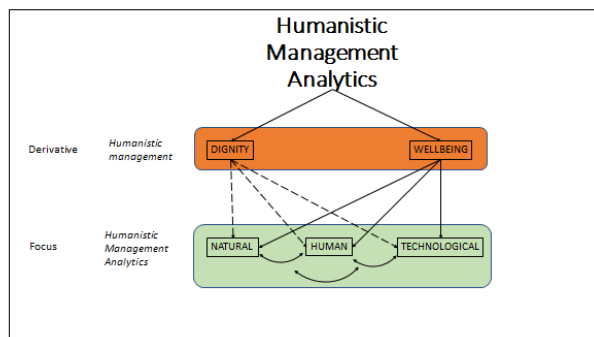 Humanistic
Management
Analytics
Derivative
Humanistic
management
DIGNITY
WELLBEING
Focus
Humanistic
Management
Analytics
NATURAL
HUMAN
TECHNOLOGICAL